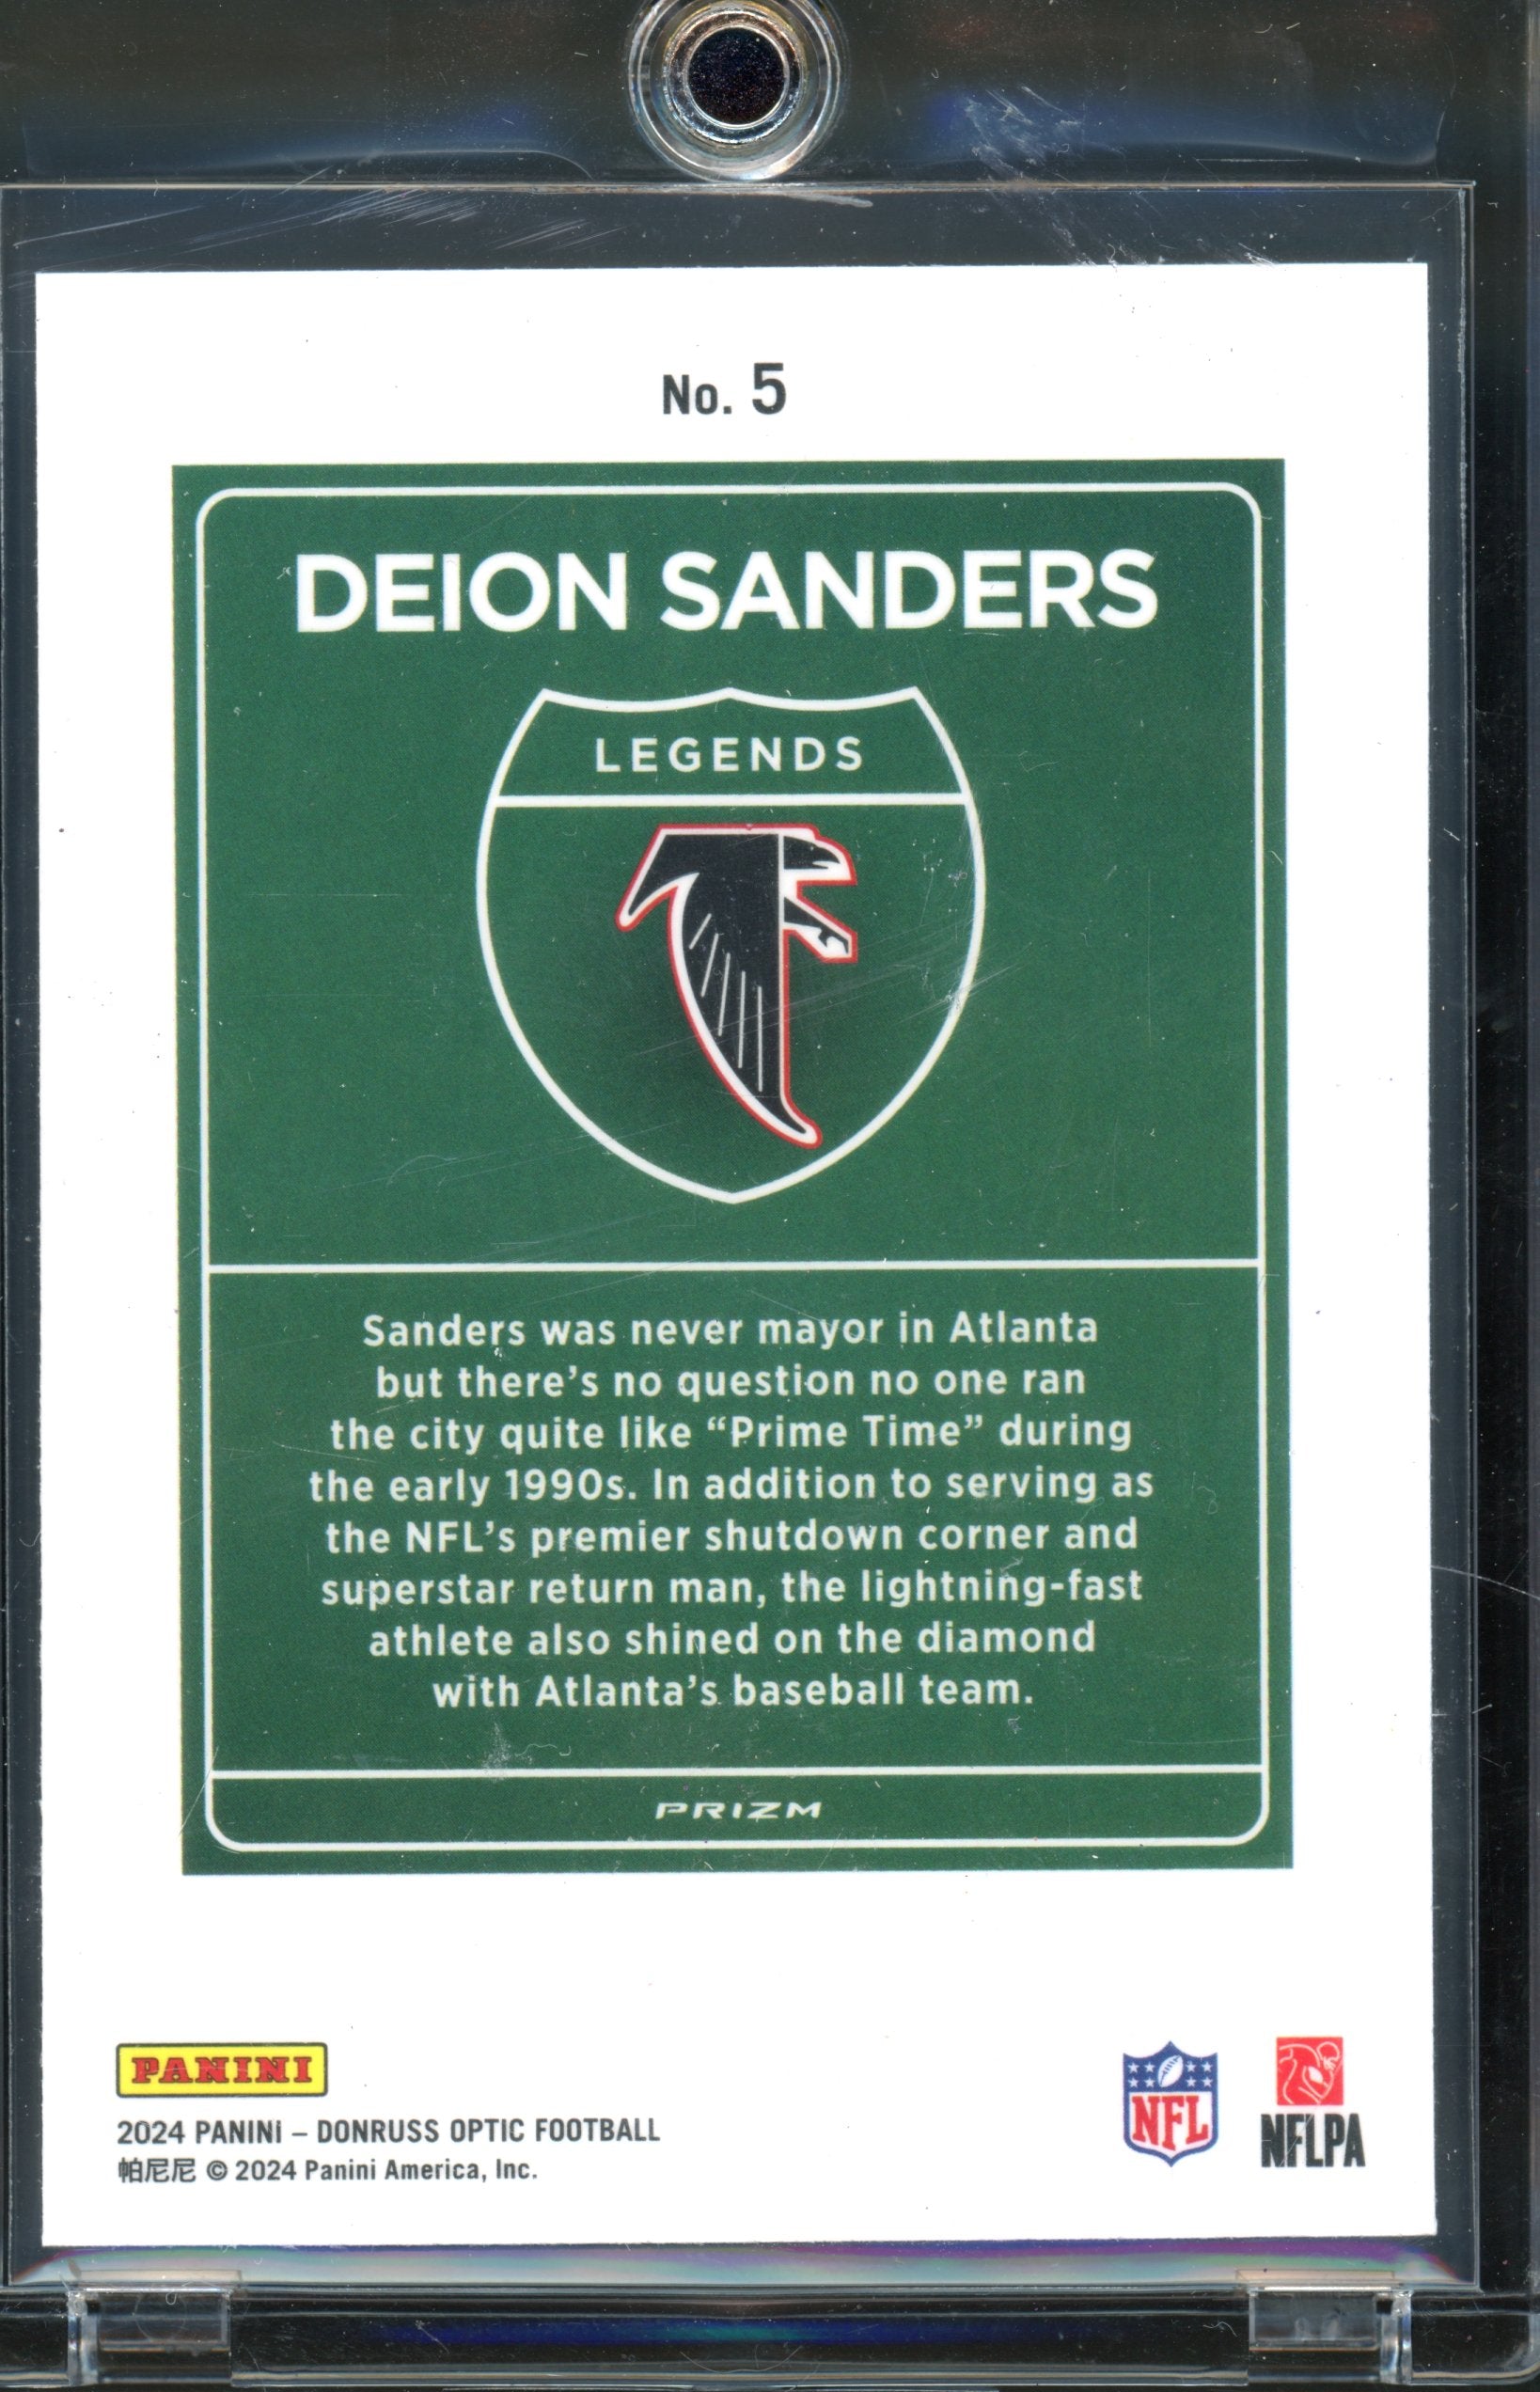 No. 5
DEION SANDERS
LEGENDS
Sanders was never mayor in Atlanta
but there's no question no one ran
the city quite like “Prime Time” during
the early 1990s. In addition to serving as
the NFL's premier shutdown corner and
superstar return man, the lightning-fast
athlete also shined on the diamond
with Atlanta's baseball team.
PRIZM
PANINI
2024 PANINI – DONRUSS OPTIC FOOTBALL
帕尼尼 © 2024 Panini America, Inc.
NFL
NFLPA